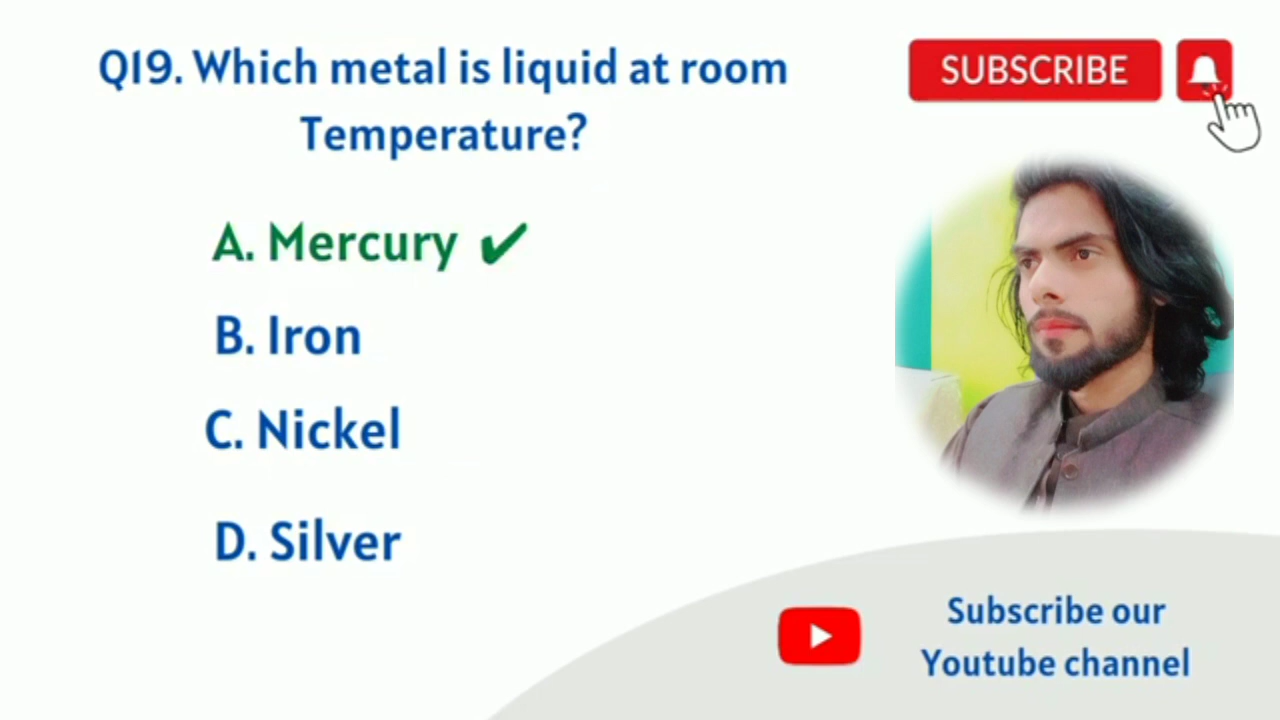 Q19. Which metal is liquid at room
Temperature?
SUBSCRIBE
A. Mercury ✔
B. Iron
C. Nickel
D. Silver
Subscribe our
Youtube channel